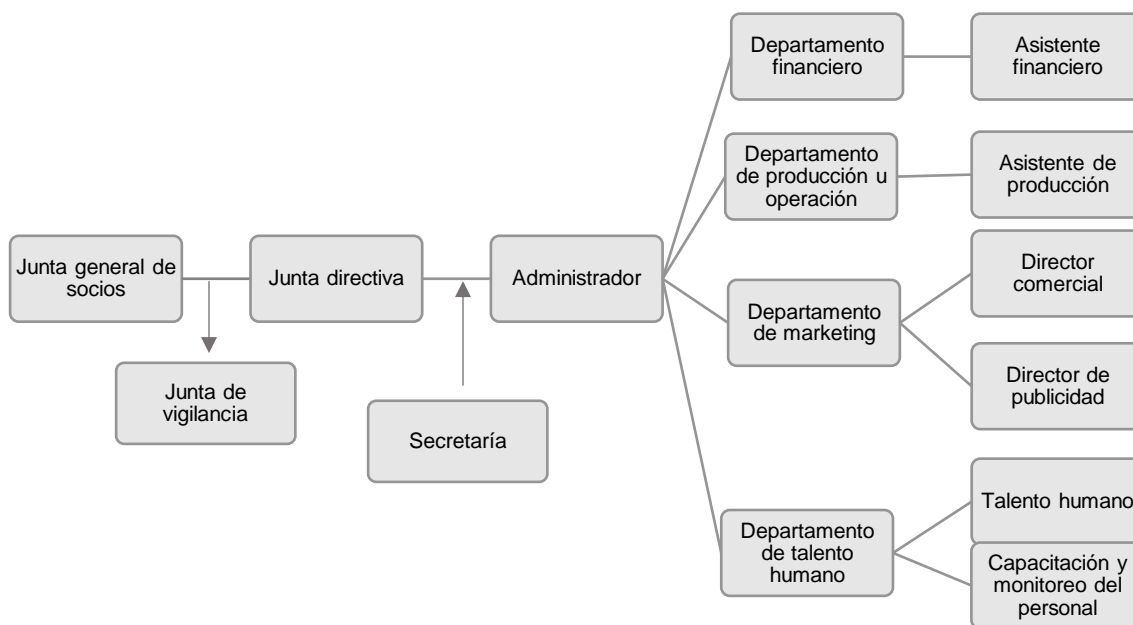 Junta general de
socios
Junta de
vigilancia
Junta directiva
Secretaría
Administrador
Departamento
financiero
Asistente
financiero
Departamento
de producción u
operación
Asistente de
producción
Departamento
de marketing
Director
comercial
Director de
publicidad
Departamento
de talento
humano
Talento humano
Capacitación y
monitoreo del
personal